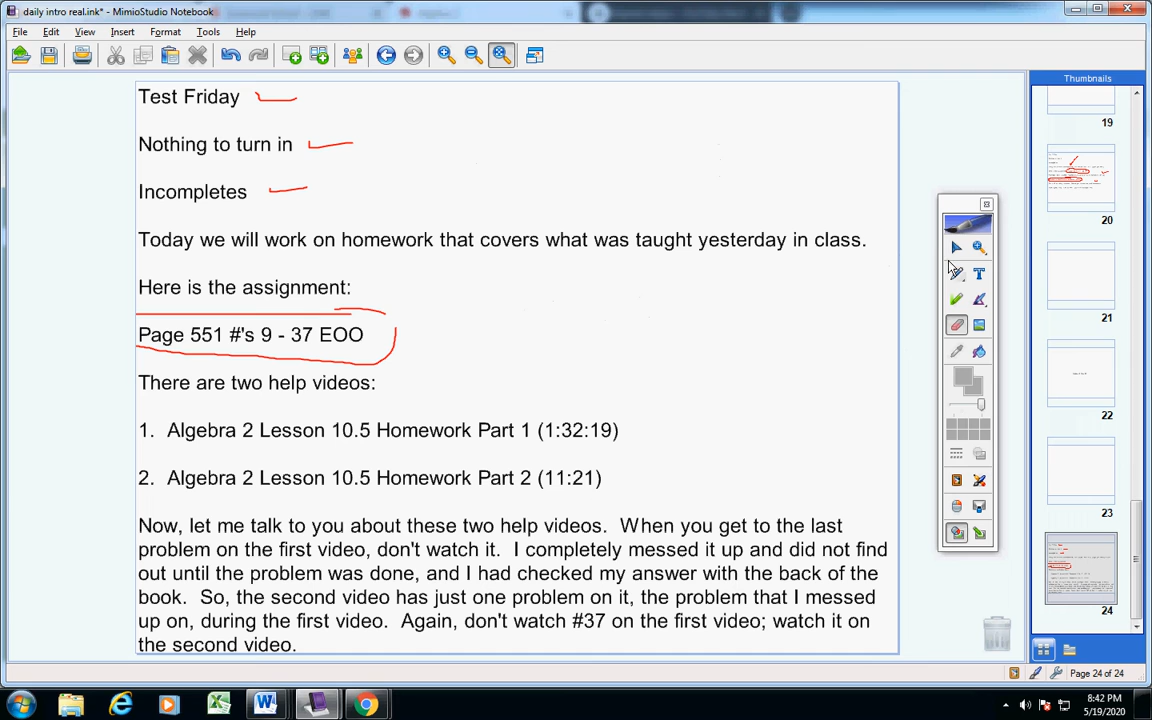 daily intro real.ink* - MimioStudio Notebook
File Edit View Insert Format Tools Help
Test Friday
Nothing to turn in
Incompletes
Today we will work on homework that covers what was taught yesterday in class.
Here is the assignment:
Page 551 #'s 9 - 37 EOO
There are two help videos:
1. Algebra 2 Lesson 10.5 Homework Part 1 (1:32:19)
2. Algebra 2 Lesson 10.5 Homework Part 2 (11:21)
Now, let me talk to you about these two help videos. When you get to the last
problem on the first video, don't watch it. I completely messed it up and did not find
out until the problem was done, and I had checked my answer with the back of the
book. So, the second video has just one problem on it, the problem that I messed
up on, during the first video. Again, don't watch #37 on the first video; watch it on
the second video.
Thumbnails
19
20
21
22
23
24
Page 24 of 24
8:42 PM
5/19/2020